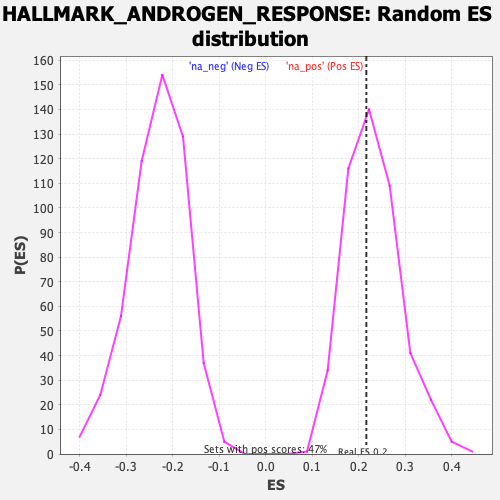 HALLMARK_ANDROGEN_RESPONSE: Random ES
distribution
'na_neg' (Neg ES) 'na_pos' (Pos ES)
160
150
140
130
120
110
100
90
80
70
60
50
40
30
20
10
0
P(ES)
Sets with pos scores: 47%
Real ES 0.2
-0.4 -0.3 -0.2 -0.1 0.0 0.1 0.2 0.3 0.4
ES